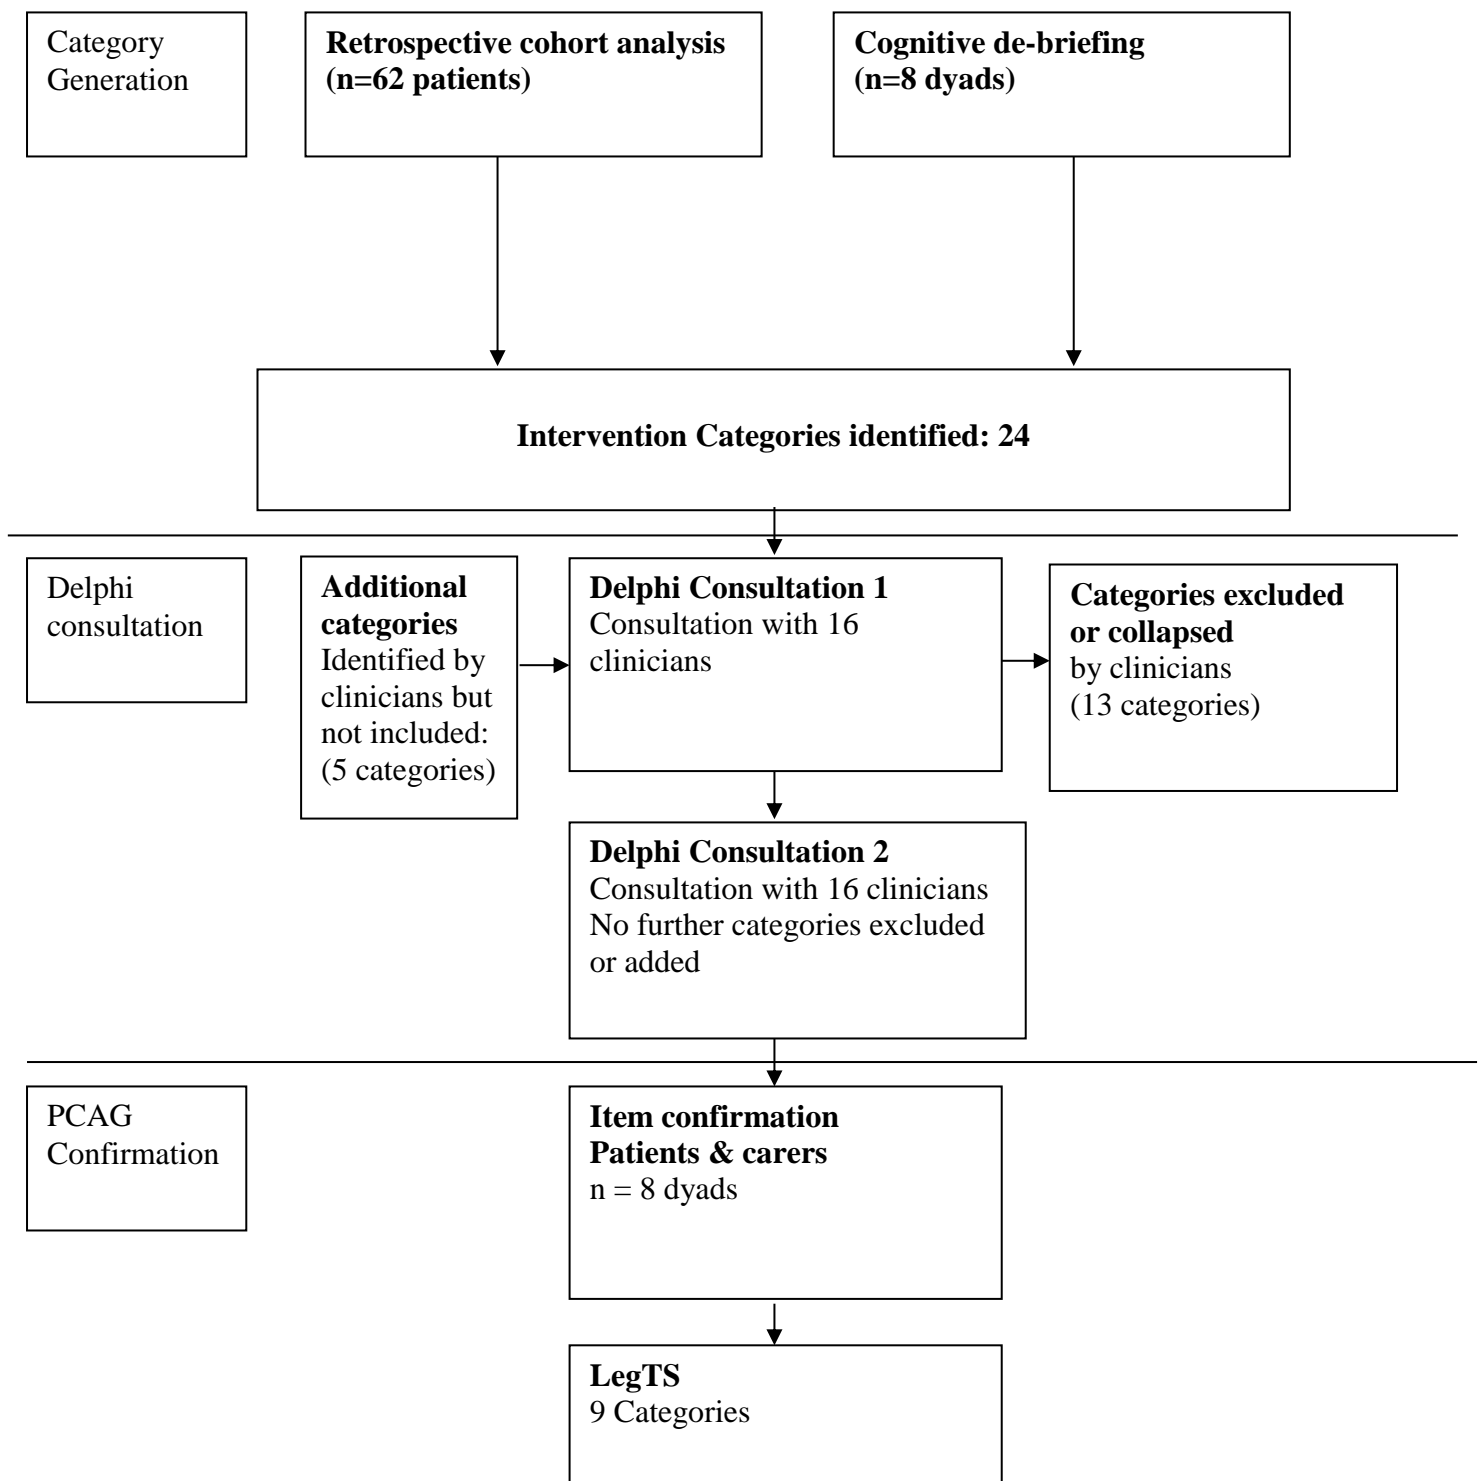 Category
Generation
Retrospective cohort analysis
(n=62 patients)
Cognitive de-briefing
(n=8 dyads)
Intervention Categories identified: 24
Delphi
consultation
Additional
categories
Identified by
clinicians but
not included:
(5 categories)
Delphi Consultation 1
Consultation with 16
clinicians
Categories excluded
or collapsed
by clinicians
(13 categories)
Delphi Consultation 2
Consultation with 16 clinicians
No further categories excluded
or added
PCAG
Confirmation
Item confirmation
Patients & carers
n = 8 dyads
LegTS
9 Categories